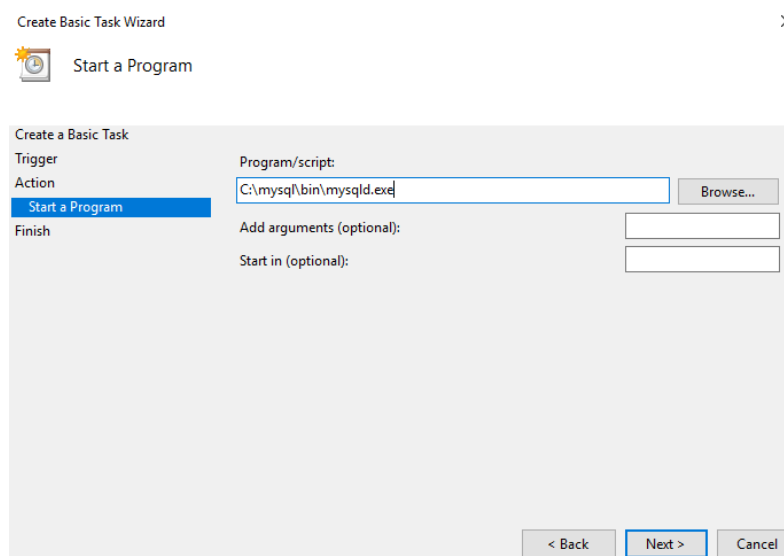 Create Basic Task Wizard
Start a Program
Create a Basic Task
Trigger
Action
Start a Program
Finish
Program/script:
C:\mysql\bin\mysqld.exe
Browse...
Add arguments (optional):
Start in (optional):
< Back
Next >
Cancel